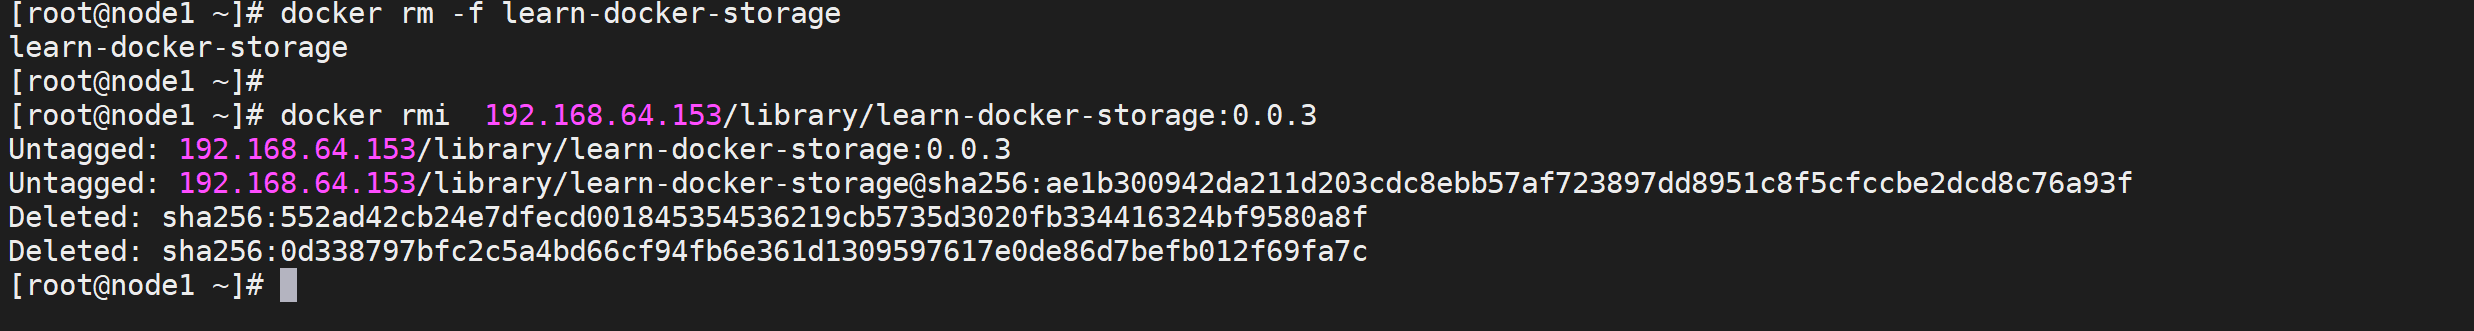 [root@node1 ~]# docker rm -f learn-docker-storage
learn-docker-storage
[root@node1 ~]#
[root@node1 ~]# docker rmi  192.168.64.153/library/learn-docker-storage:0.0.3
Untagged: 192.168.64.153/library/learn-docker-storage:0.0.3
Untagged: 192.168.64.153/library/learn-docker-storage@sha256:ae1b300942da211d203cdc8ebb57af723897dd8951c8f5cfccbe2dcd8c76a93f
Deleted: sha256:552ad42cb24e7dfecd001845354536219cb5735d3020fb334416324bf9580a8f
Deleted: sha256:0d338797bfc2c5a4bd66cf94fb6e361d1309597617e0de86d7befb012f69fa7c
[root@node1 ~]#